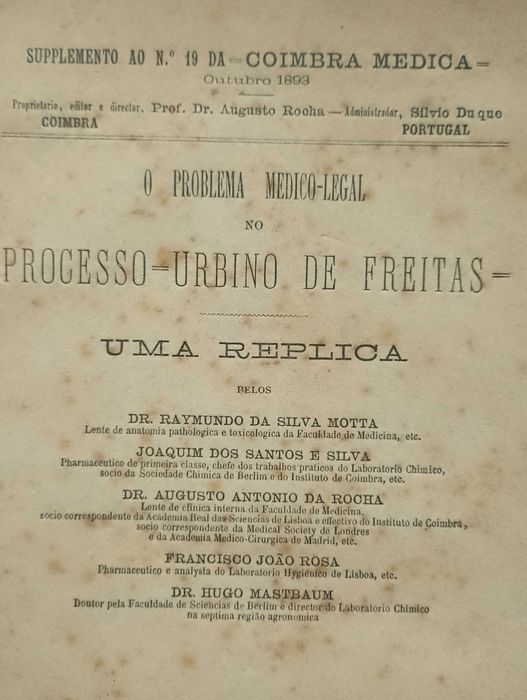 SUPPLEMENTO AO N.º 19 DA = COIMBRA MEDICA =
Outubro 1893
Proprietario, editor e director, Prof. Dr. Augusto Rocha — Administrador, Silvio Duque
COIMBRA PORTUGAL
O PROBLEMA MEDICO-LEGAL
NO
PROCESSO=URBINO DE FREITAS=
UMA REPLICA
PELOS
DR. RAYMUNDO DA SILVA MOTTA
Lente de anatomia pathologica e toxicologica da Faculdade de Medicina, etc.
JOAQUIM DOS SANTOS E SILVA
Pharmaceutico de primeira classe, chefe dos trabalhos praticos do Laboratorio Chimico,
socio da Sociedade Chimica de Berlim e do Instituto de Coimbra, etc.
DR. AUGUSTO ANTONIO DA ROCHA
Lente de clinica interna da Faculdade de Medicina,
socio correspondente da Academia Real das Sciencias de Lisboa e effectivo do Instituto de Coimbra,
socio correspondente da Medical Society de Londres
e da Academia Medico-Cirurgica de Madrid, etc.
FRANCISCO JOÃO ROSA
Pharmaceutico e analysta do Laboratorio Hygienico de Lisboa, etc.
DR. HUGO MASTBAUM
Doutor pela Faculdade de Sciencias de Berlim e director do Laboratorio Chimico
na septima região agronomica